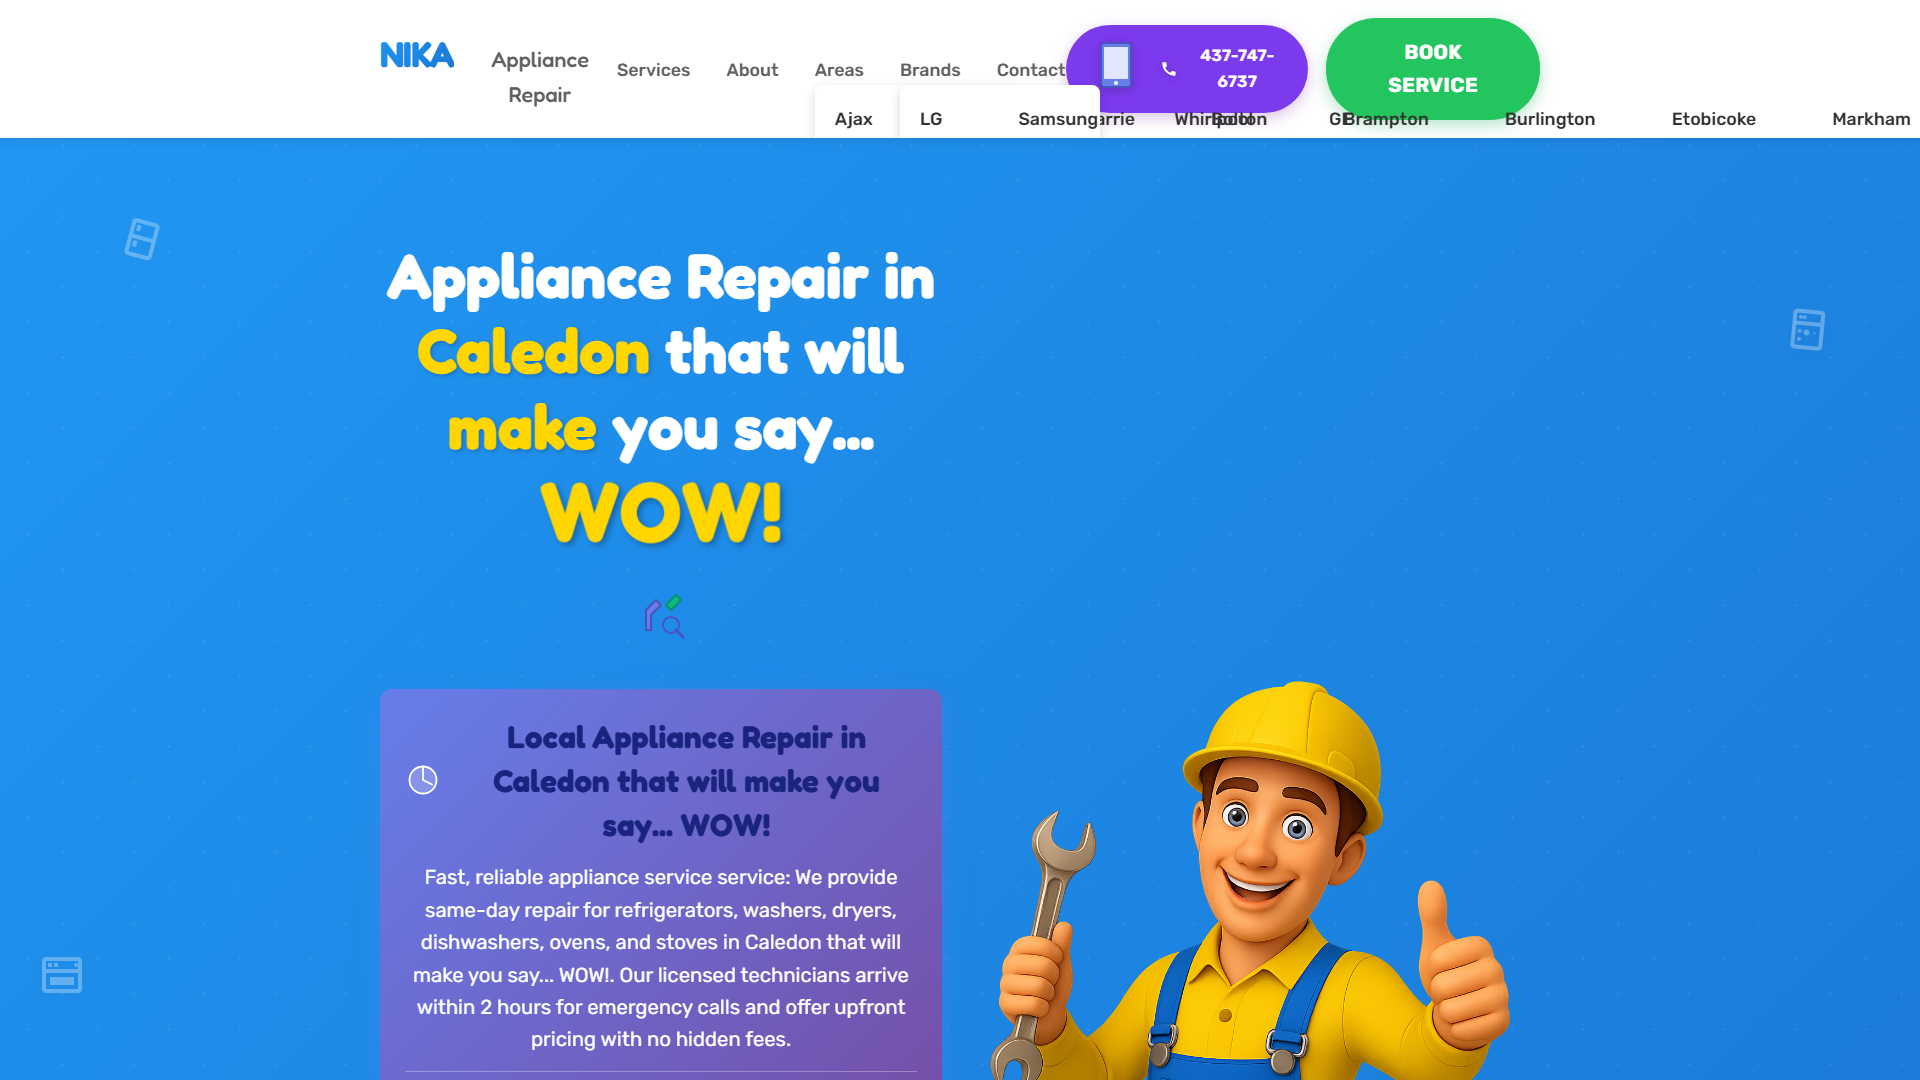 NIKA
Appliance
Repair
Services
About
Areas
Brands
Contact
437-747-
6737
BOOK
SERVICE
Ajax
LG
Samsung
Brampton
Burlington
Etobicoke
Markham
Appliance Repair in
Caledon that will
make you say...
WOW!
Local Appliance Repair in
Caledon that will make you
say... WOW!
Fast, reliable appliance service service: We provide
same-day repair for refrigerators, washers, dryers,
dishwashers, ovens, and stoves in Caledon that will
make you say... WOW!. Our licensed technicians arrive
within 2 hours for emergency calls and offer upfront
pricing with no hidden fees.